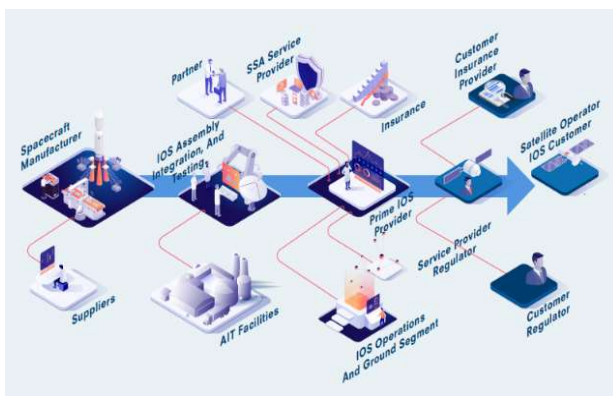 Partner
SSA Service
Provider
Insurance
Customer
Insurance
Provider
Spacecraft
Manufacturer
IOS Assembly
Integration, And
Testing
Prime IOS
Provider
Satellite Operator
IOS Customer
Suppliers
AIT Facilities
IOS Operations
And Ground Segment
Service Provider
Regulator
Customer
Regulator